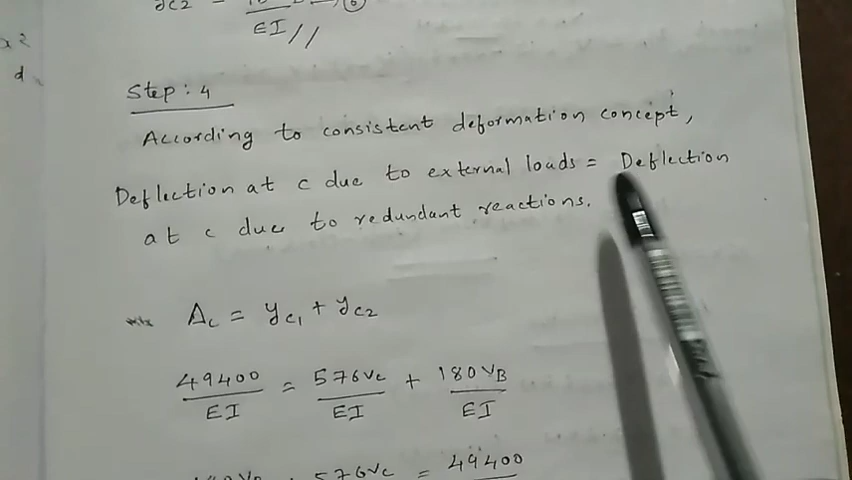 EI //
Step : 4
According to consistent deformation concept,
Deflection at c due to external loads = Deflection
at c due to redundant reactions.
Δc = yc1 + yc2
49400/EI = 576Vc/EI + 180VB/EI
576Vc = 49400